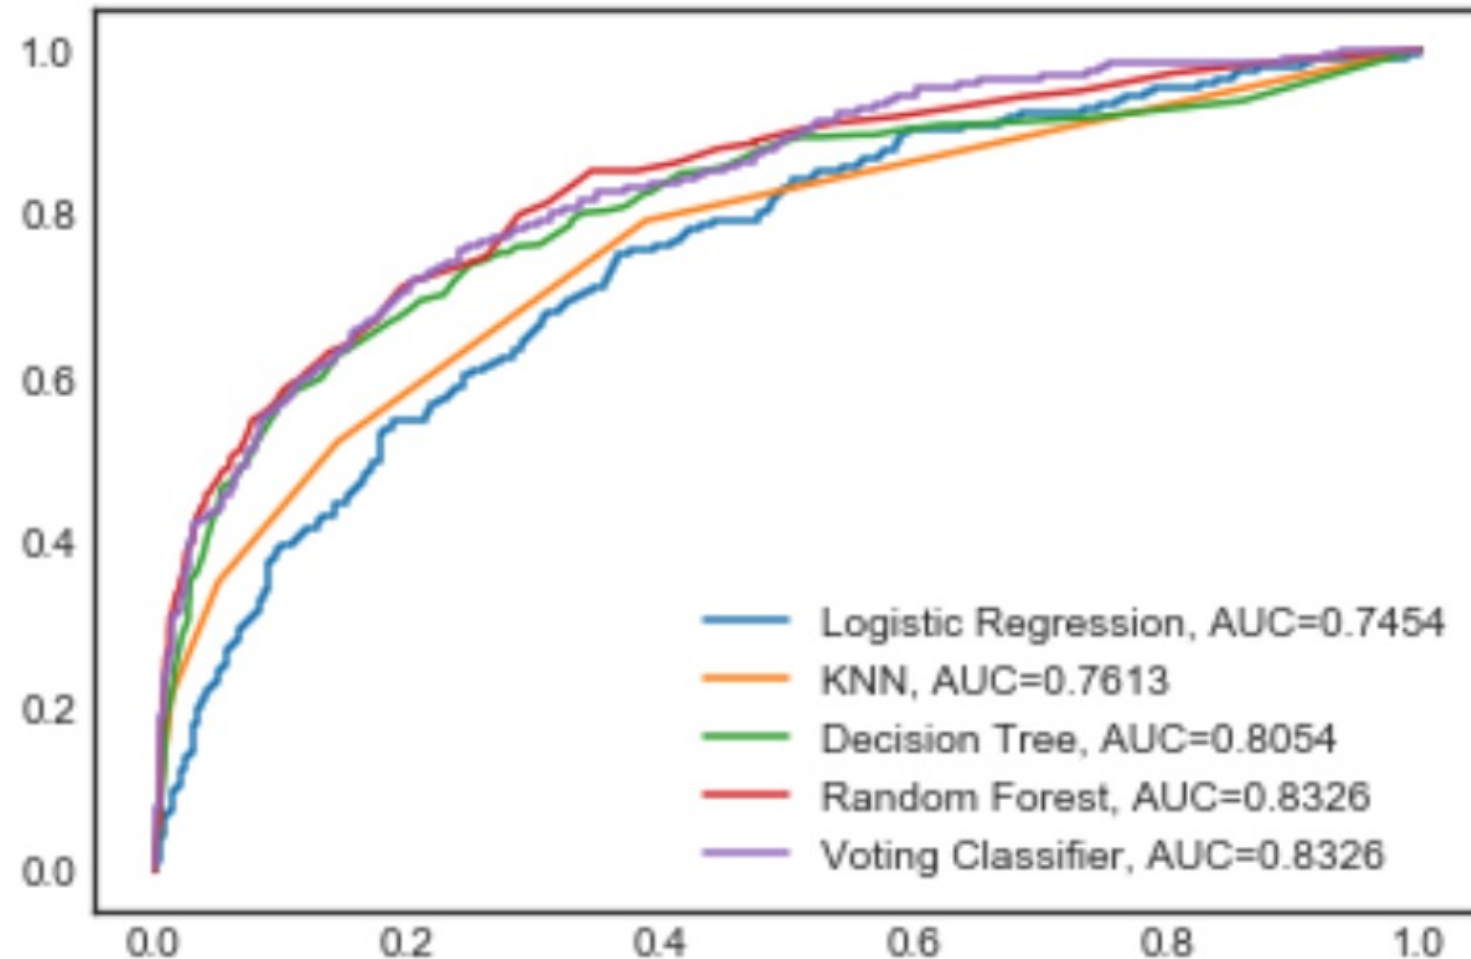 1.0
0.8
0.6
0.4
0.2
0.0
Logistic Regression, AUC=0.7454
KNN, AUC=0.7613
Decision Tree, AUC=0.8054
Random Forest, AUC=0.8326
Voting Classifier, AUC=0.8326
0.0 0.2 0.4 0.6 0.8 1.0